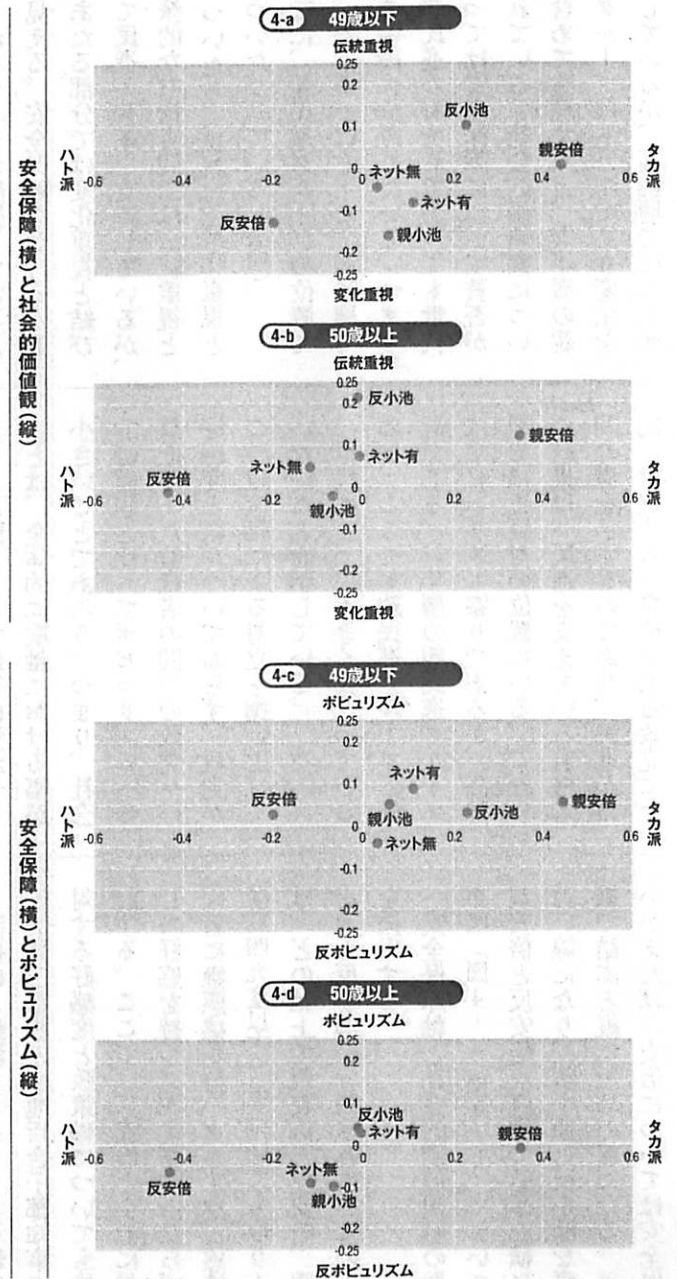 安全保障（横）と社会的価値観（縦）
4-a 49歳以下
伝統重視
0.25
0.2
反小池
0.1
親安倍
タカ派
ハト派
0
ネット無
-0.6 -0.4 -0.2 0 0.2 0.4 0.6
ネット有
-0.1
反安倍
親小池
-0.2
-0.25
変化重視
4-b 50歳以上
伝統重視
0.25
0.2
反小池
0.1
親安倍
ネット有
ネット無
反安倍
タカ派
ハト派
0
-0.6 -0.4 -0.2 0 0.2 0.4 0.6
親小池
-0.1
-0.2
-0.25
変化重視
安全保障（横）とポピュリズム（縦）
4-c 49歳以下
ポピュリズム
0.25
0.2
ネット有
0.1
反安倍
親安倍
親小池
反小池
タカ派
ハト派
0
-0.6 -0.4 -0.2 0 0.2 0.4 0.6
ネット無
-0.1
-0.2
-0.25
反ポピュリズム
4-d 50歳以上
ポピュリズム
0.25
0.2
0.1
反小池
ネット有
親安倍
タカ派
ハト派
0
-0.6 -0.4 -0.2 0 0.2 0.4 0.6
ネット無
反安倍
-0.1
親小池
-0.2
-0.25
反ポピュリズム